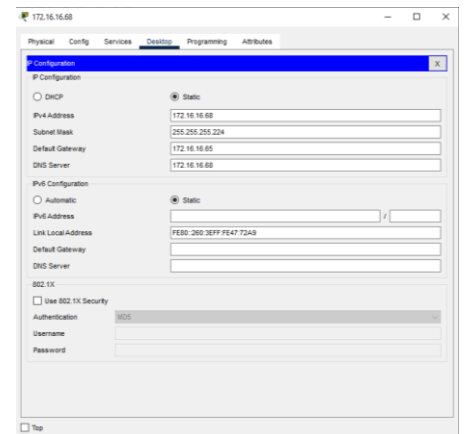 172.16.16.68
Physical Config Services Desktop Programming Attributes
IP Configuration X
IP Configuration
DHCP Static
IPv4 Address 172.16.16.68
Subnet Mask 255.255.255.224
Default Gateway 172.16.16.65
DNS Server 172.16.16.68
IPv6 Configuration
Automatic Static
IPv6 Address /
Link Local Address FE80::260:3EFF:FE47:72A9
Default Gateway
DNS Server
802.1X
Use 802.1X Security
Authentication MD5
Username
Password
Top